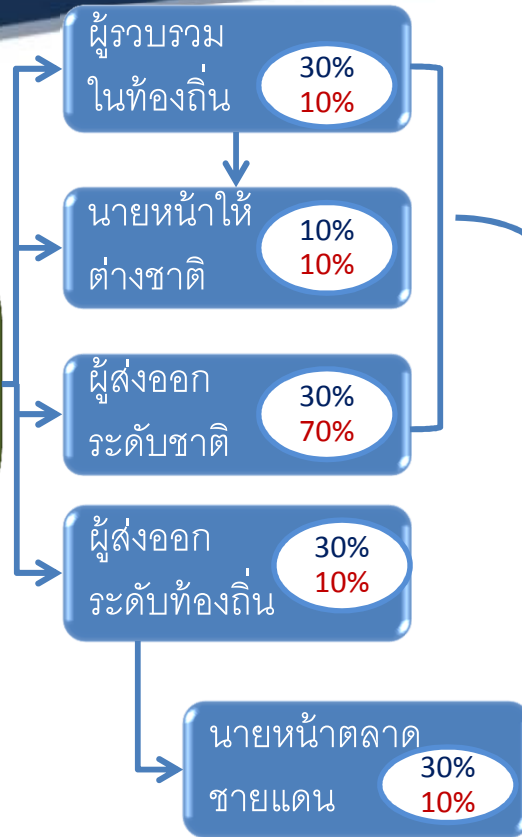 ผู้รวบรวม
ในท้องถิ่น
30%
10%
นายหน้าให้
ต่างชาติ
10%
10%
ผู้ส่งออก
ระดับชาติ
30%
70%
ผู้ส่งออก
ระดับท้องถิ่น
30%
10%
นายหน้าตลาด
ชายแดน
30%
10%